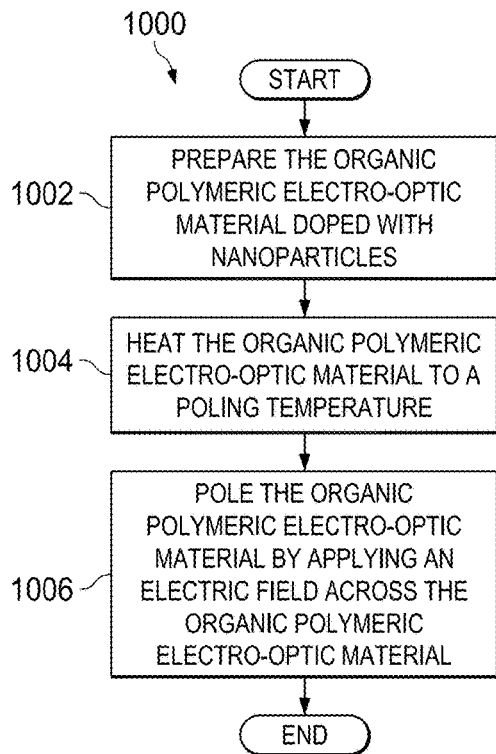 1000
START
1002
PREPARE THE ORGANIC
POLYMERIC ELECTRO-OPTIC
MATERIAL DOPED WITH
NANOPARTICLES
1004
HEAT THE ORGANIC POLYMERIC
ELECTRO-OPTIC MATERIAL TO A
POLING TEMPERATURE
1006
POLE THE ORGANIC
POLYMERIC ELECTRO-OPTIC
MATERIAL BY APPLYING AN
ELECTRIC FIELD ACROSS THE
ORGANIC POLYMERIC
ELECTRO-OPTIC MATERIAL
END